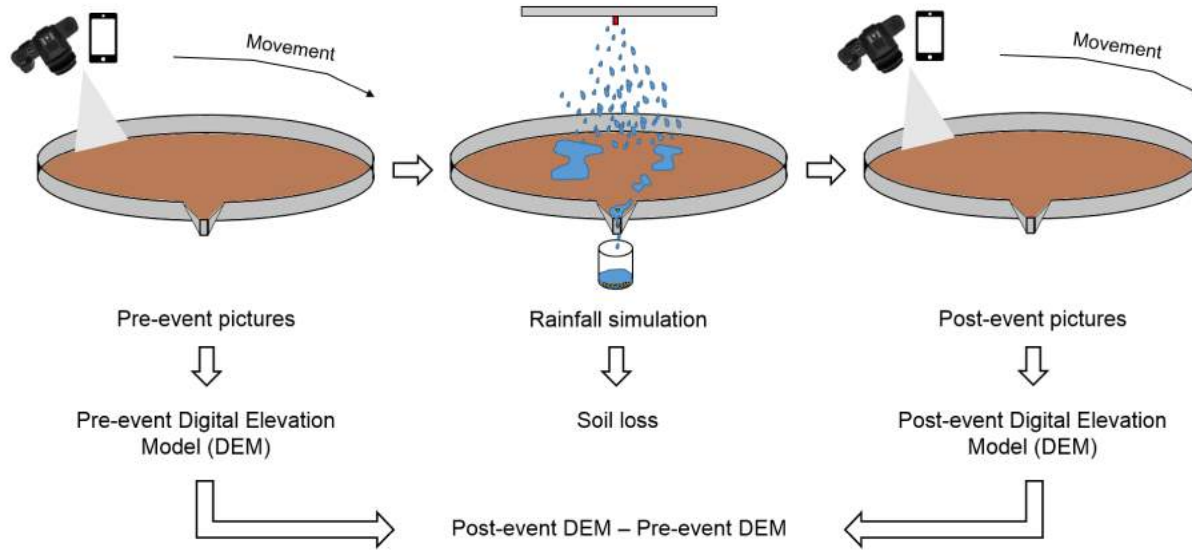 Movement
Movement
Pre-event pictures
Rainfall simulation
Post-event pictures
Pre-event Digital Elevation
Model (DEM)
Soil loss
Post-event Digital Elevation
Model (DEM)
Post-event DEM – Pre-event DEM